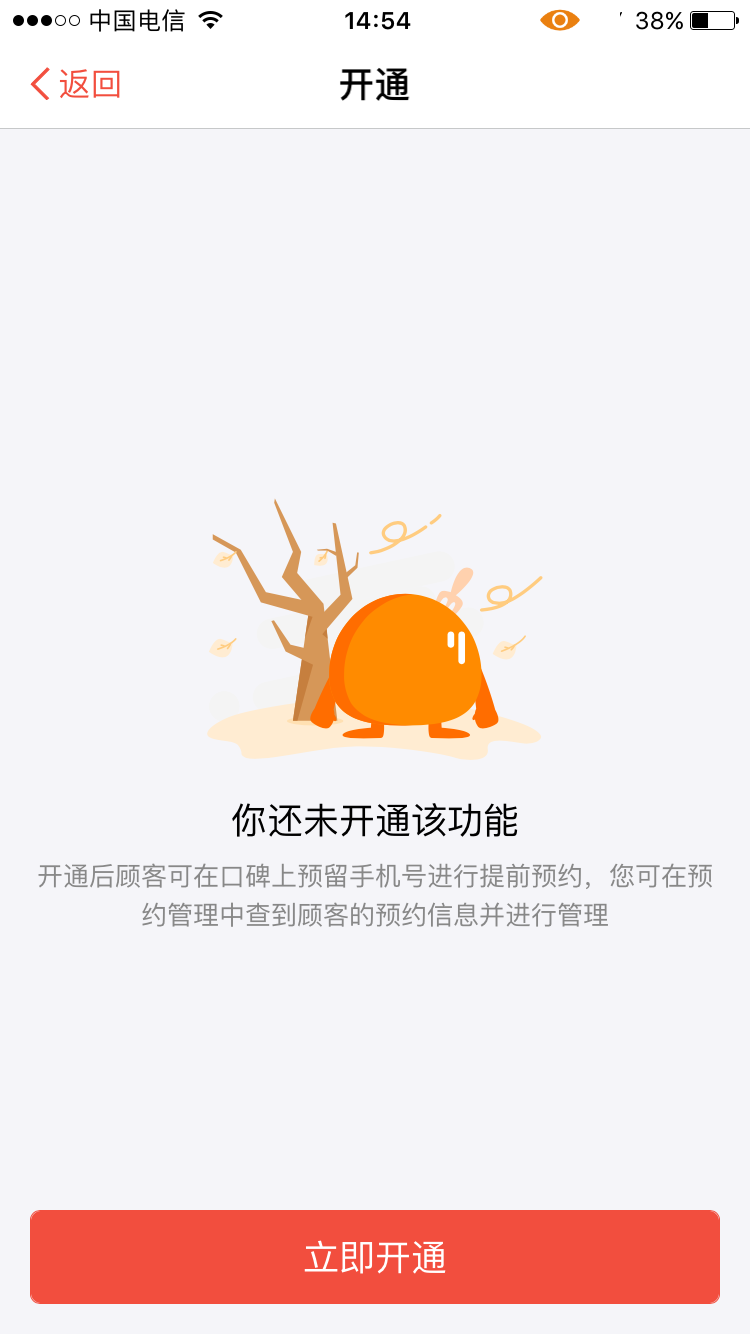 中国电信 14:54 38%
返回 开通
你还未开通该功能
开通后顾客可在口碑上预留手机号进行提前预约，您可在预
约管理中查到顾客的预约信息并进行管理
立即开通